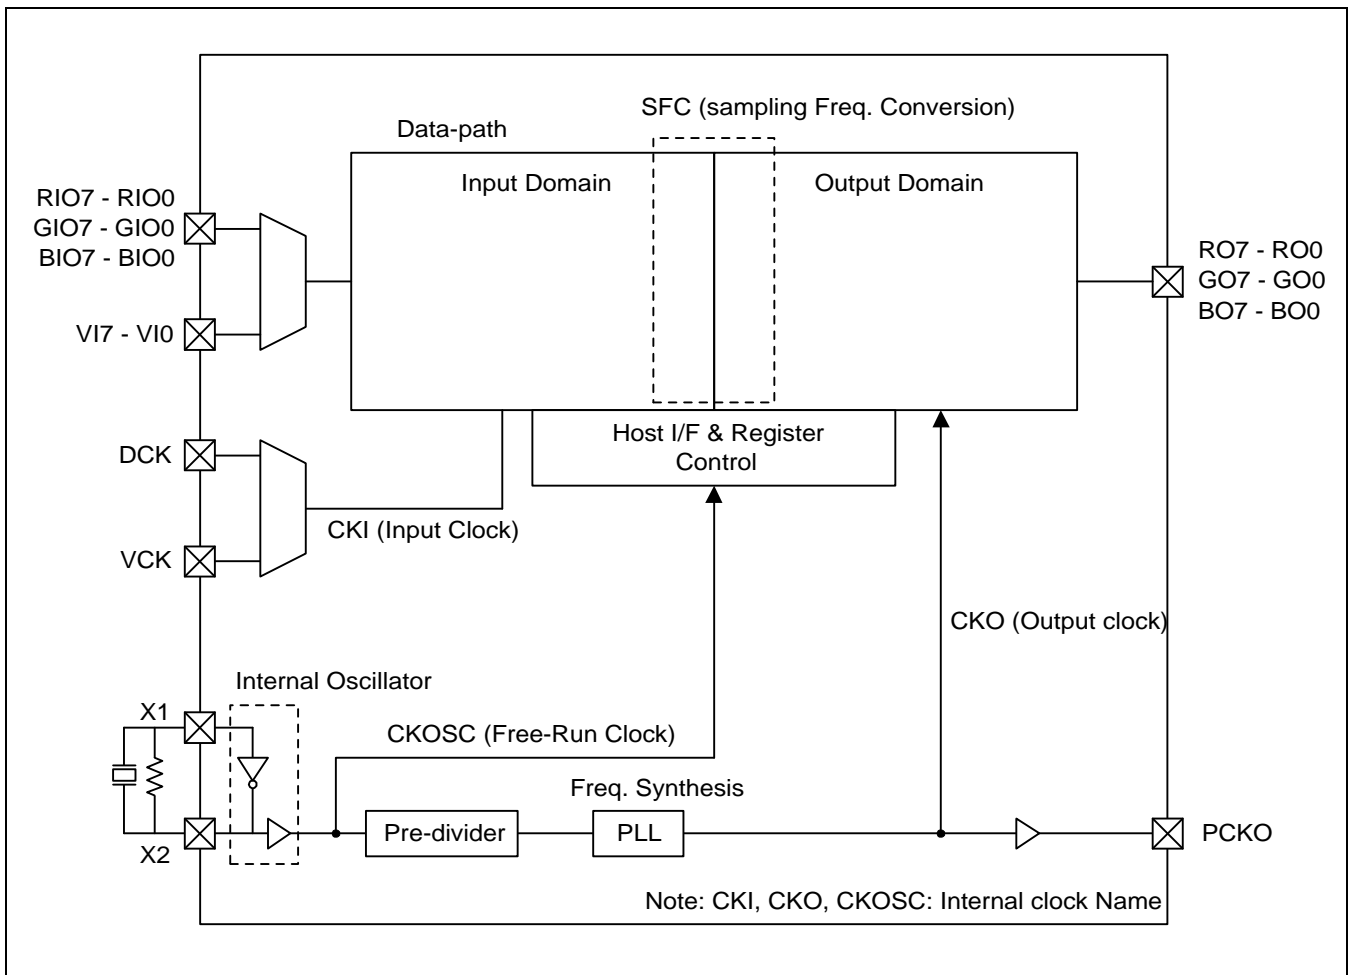 SFC (sampling Freq. Conversion)
Data-path
Input Domain
Output Domain
RIO7 - RIO0
GIO7 - GIO0
BIO7 - BIO0
VI7 - VI0
RO7 - RO0
GO7 - GO0
BO7 - BO0
Host I/F & Register
Control
DCK
CKI (Input Clock)
VCK
CKO (Output clock)
Internal Oscillator
X1
CKOSC (Free-Run Clock)
Freq. Synthesis
Pre-divider
PLL
X2
PCKO
Note: CKI, CKO, CKOSC: Internal clock Name